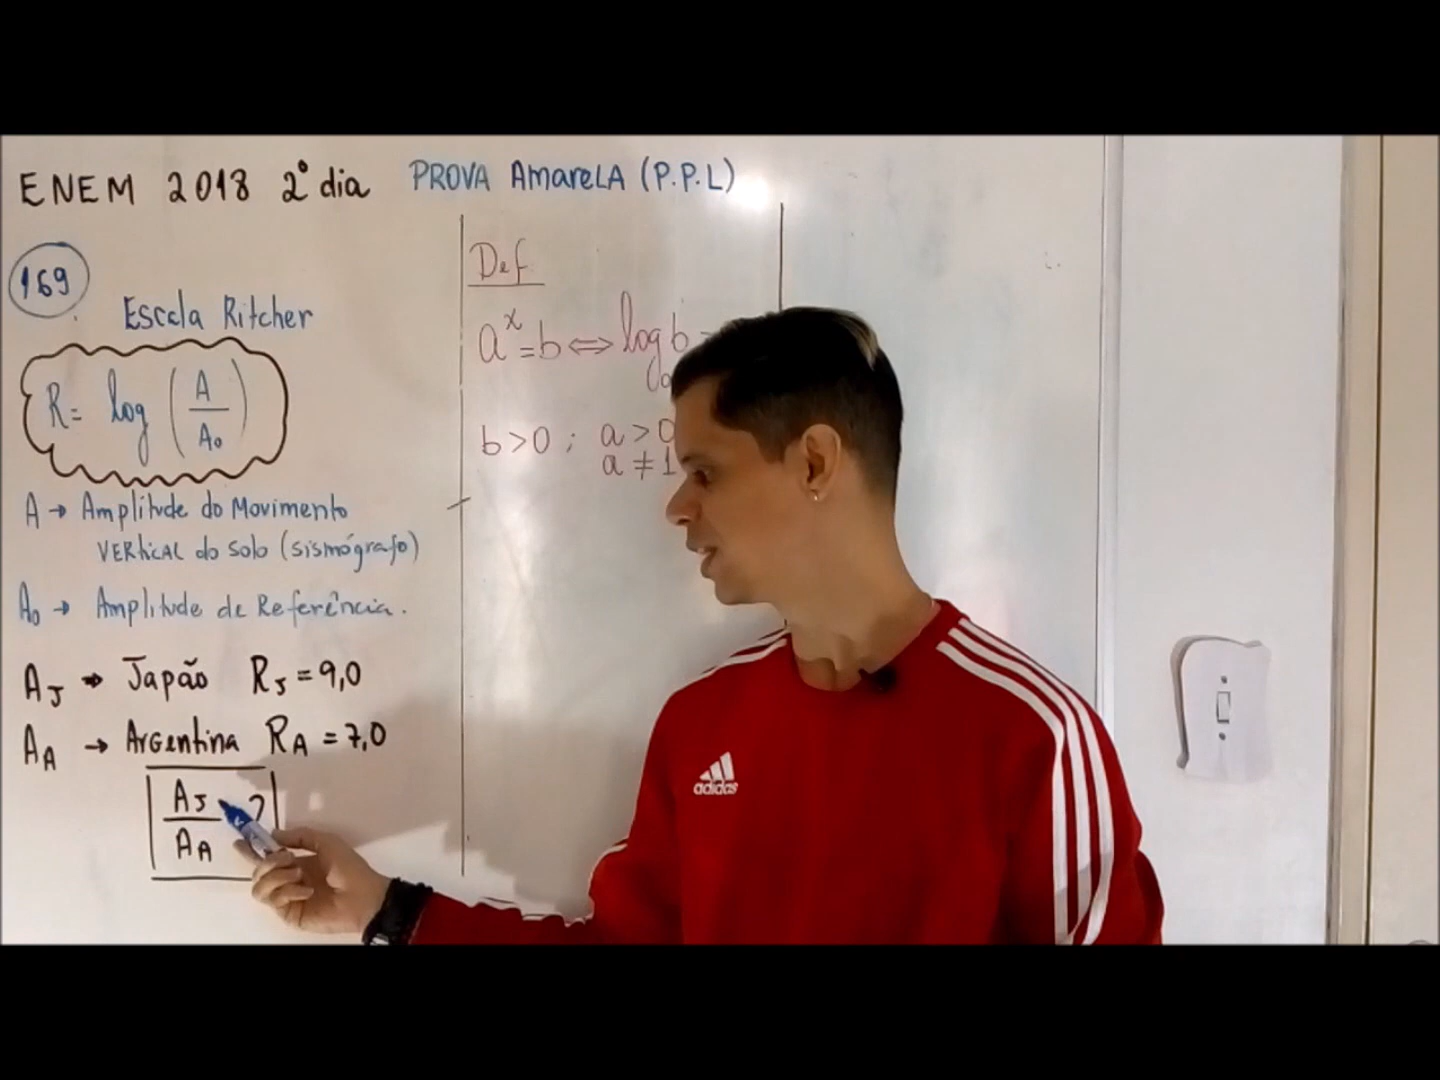 ENEM 2018 2º dia PROVA AmareLA (P.P.L)
169
Escala Ritcher
R = log (A / A₀)
A → Amplitude do Movimento
VERtiCAL do Solo (sismógrafo)
A₀ → Amplitude de Referência.
A_J → Japão R_J = 9,0
A_A → Argentina R_A = 7,0
A_J / A_A ?
Def
aˣ = b ⇔ log b
b > 0 ; a > 0
a ≠ 1
adidas